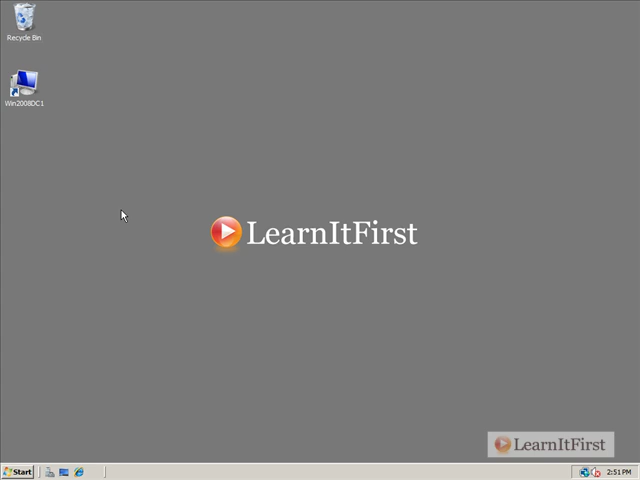 Recycle Bin
Win2008DC1
LearnItFirst
LearnItFirst
Start
2:51 PM